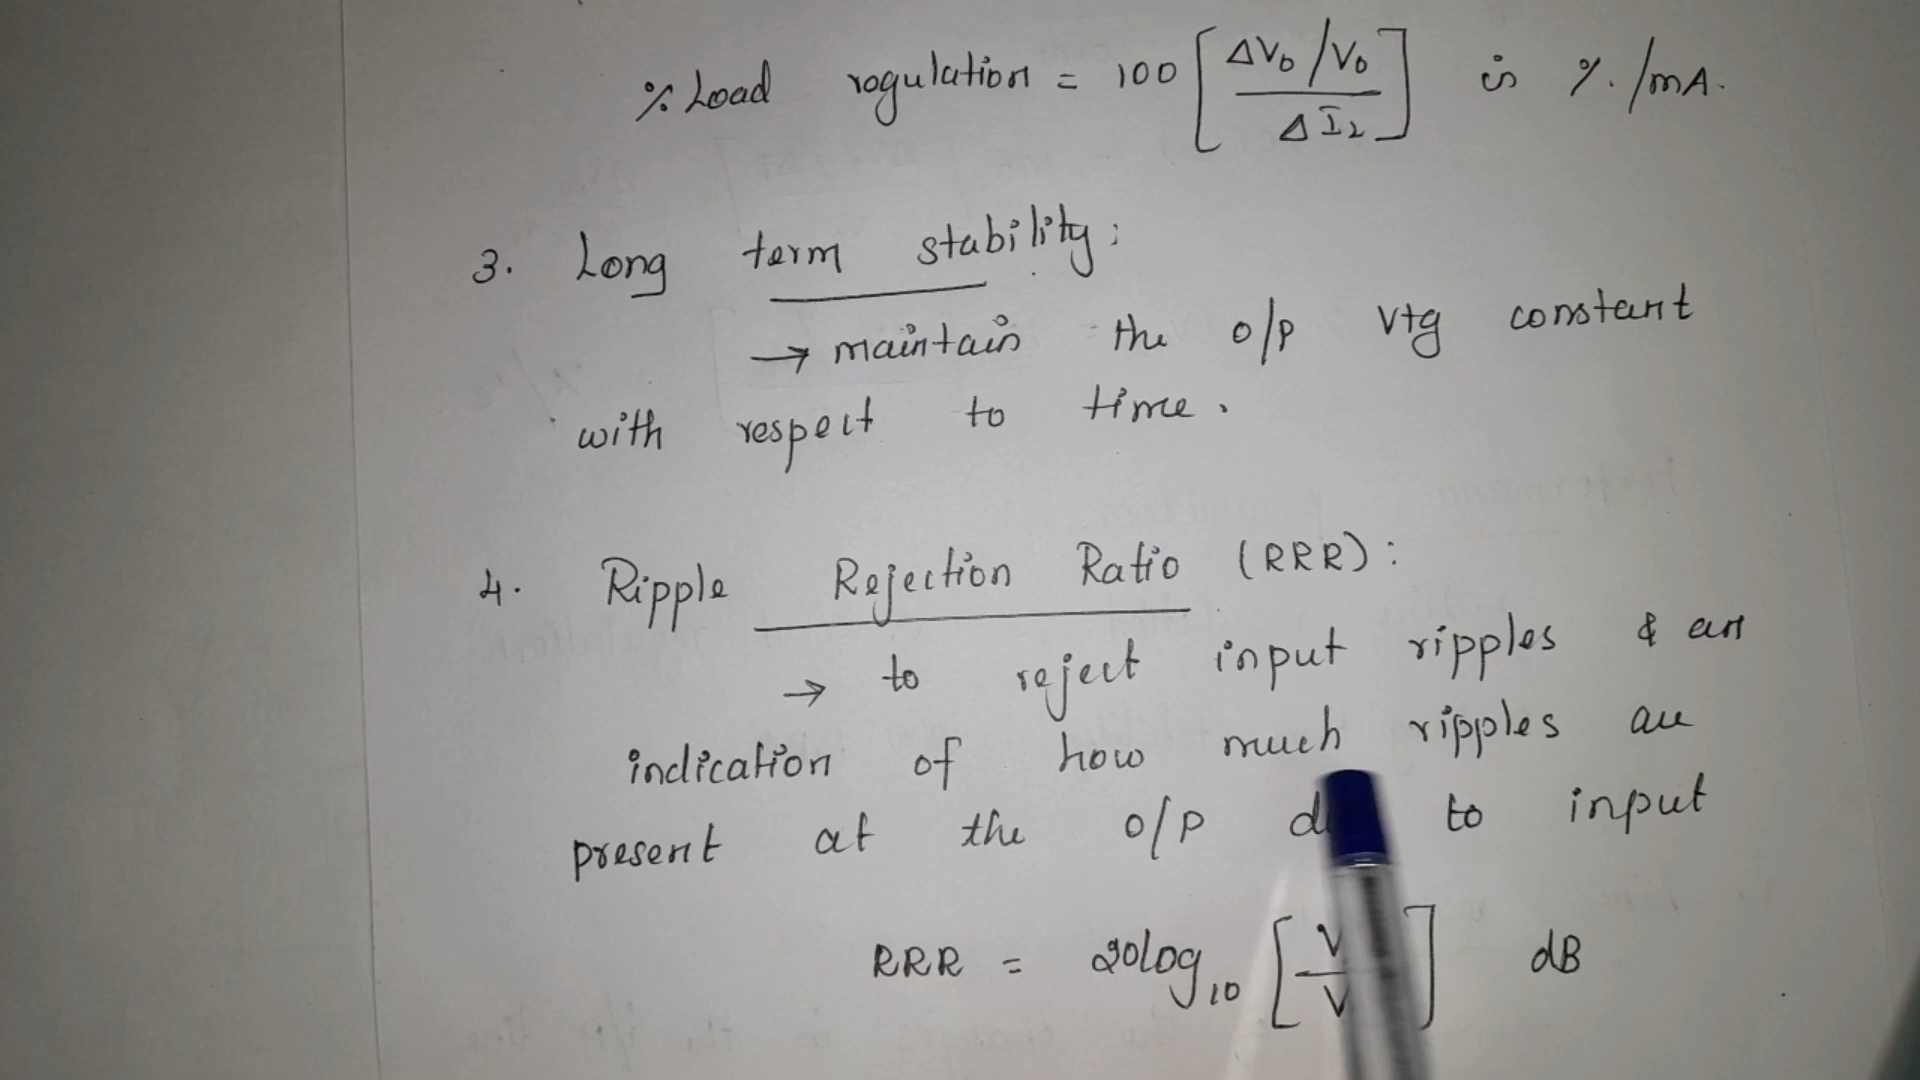 % Load regulation = 100 [ΔVo/Vo / ΔIL] in %/mA.
3. Long term stability:
→ maintain the o/p vtg constant
with respect to time.
4. Ripple Rejection Ratio (RRR):
→ to reject input ripples & an
indication of how much ripples are
present at the o/p to input
RRR = 20log10 [V / V] dB